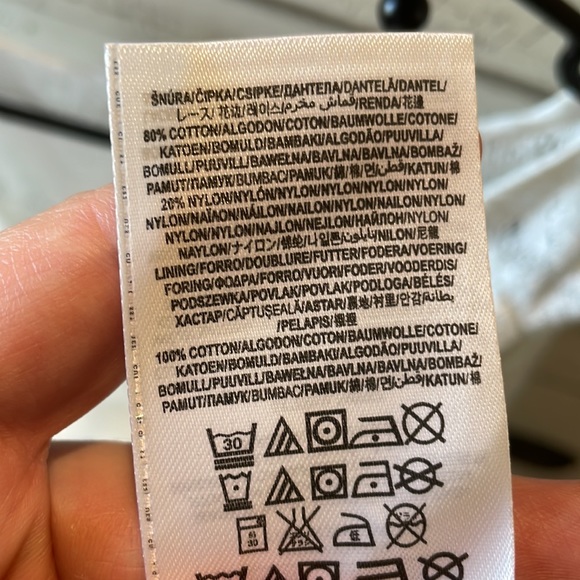 ŠNŪRA/ČIPKA/CSIPKE/ДАНТЕЛА/DANTELĂ/DANTEL/
レース/花边/레이스/قماش مخرم/RENDA/花邊
80% COTTON/ALGODON/COTON/BAUMWOLLE/COTONE/
KATOEN/BOMULD/BAMBAKI/ALGODÃO/PUUVILLA/
BOMULL/PUUVILL/BAWEŁNA/BAVLNA/BAVLNA/BOMBAŽ/
PAMUT/ПАМУК/BUMBAC/PAMUK/綿/棉/면/قطن/KATUN/棉
20% NYLON/NYLÓN/NYLON/NYLON/NYLON/NYLON/
NYLON/NAÏLON/NÁILON/NAILON/NYLON/NAILON/NYLON/
NYLON/NYLON/NAJLON/NEJLON/НАЙЛОН/NYLON/
NAYLON/ナイロン/锦纶/나일론/نايلون/NILON/尼龍
LINING/FORRO/DOUBLURE/FUTTER/FODERA/VOERING/
FORING/ΦΟΔΡΑ/FORRO/VUORI/FODER/VOODERDIS/
PODSZEWKA/POVLAK/POVLAK/PODLOGA/BÉLÉS/
ХАСТАР/CĂPTUȘEALĂ/ASTAR/裏地/衬里/안감/بطانة
/PELAPIS/裡襯
100% COTTON/ALGODON/COTON/BAUMWOLLE/COTONE/
KATOEN/BOMULD/BAMBAKI/ALGODÃO/PUUVILLA/
BOMULL/PUUVILL/BAWEŁNA/BAVLNA/BAVLNA/BOMBAŽ/
PAMUT/ПАМУК/BUMBAC/PAMUK/綿/棉/면/قطن/KATUN/棉
30
30
低